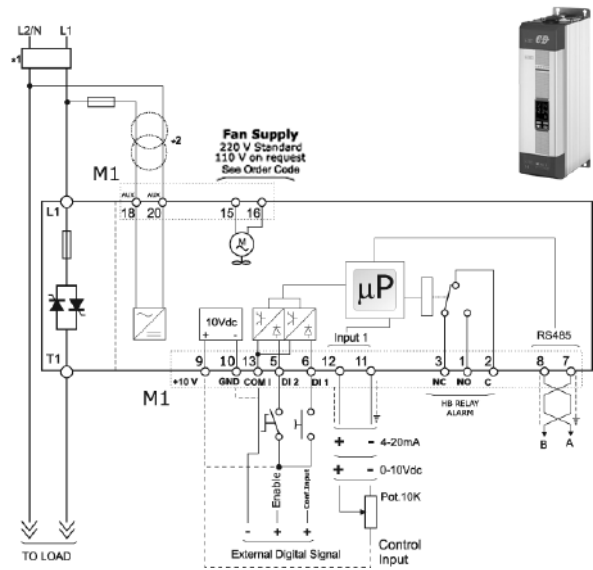 L2/N L1
*1
*2
Fan Supply
220 V Standard
110 V on request
See Order Code
M1
AUX AUX
L1 18 20 15 16
M
µP
10Vdc
+ -
Input 1
RS485
T1
9 10 13 5 6 12 11 3 1 2 8 7
+10 V GND COM I DI 2 DI 1 NC NO C
M1
HB RELAY
ALARM
+ - 4-20mA
B A
+ - 0-10Vdc
Enable
Conf.Input
Pot.10K
- + +
TO LOAD
External Digital Signal
Control
Input